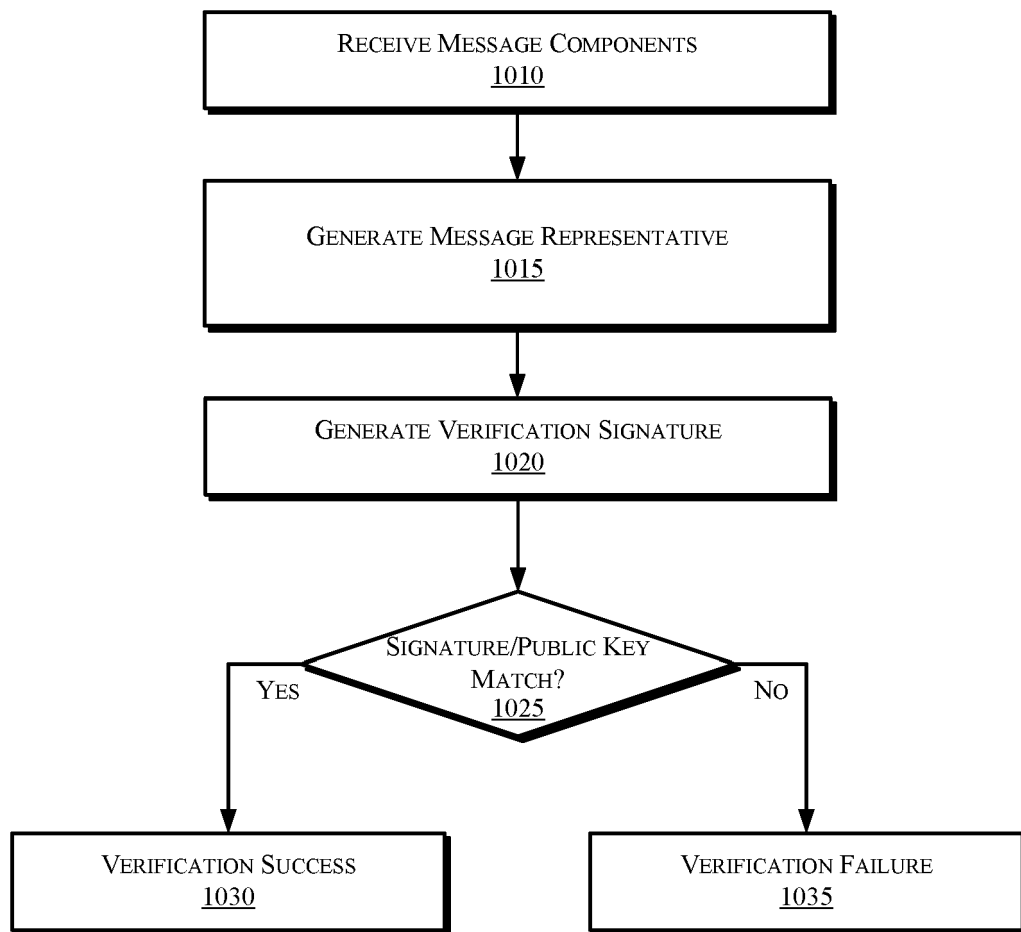 RECEIVE MESSAGE COMPONENTS
1010
GENERATE MESSAGE REPRESENTATIVE
1015
GENERATE VERIFICATION SIGNATURE
1020
SIGNATURE/PUBLIC KEY
MATCH?
1025
YES
NO
VERIFICATION SUCCESS
1030
VERIFICATION FAILURE
1035